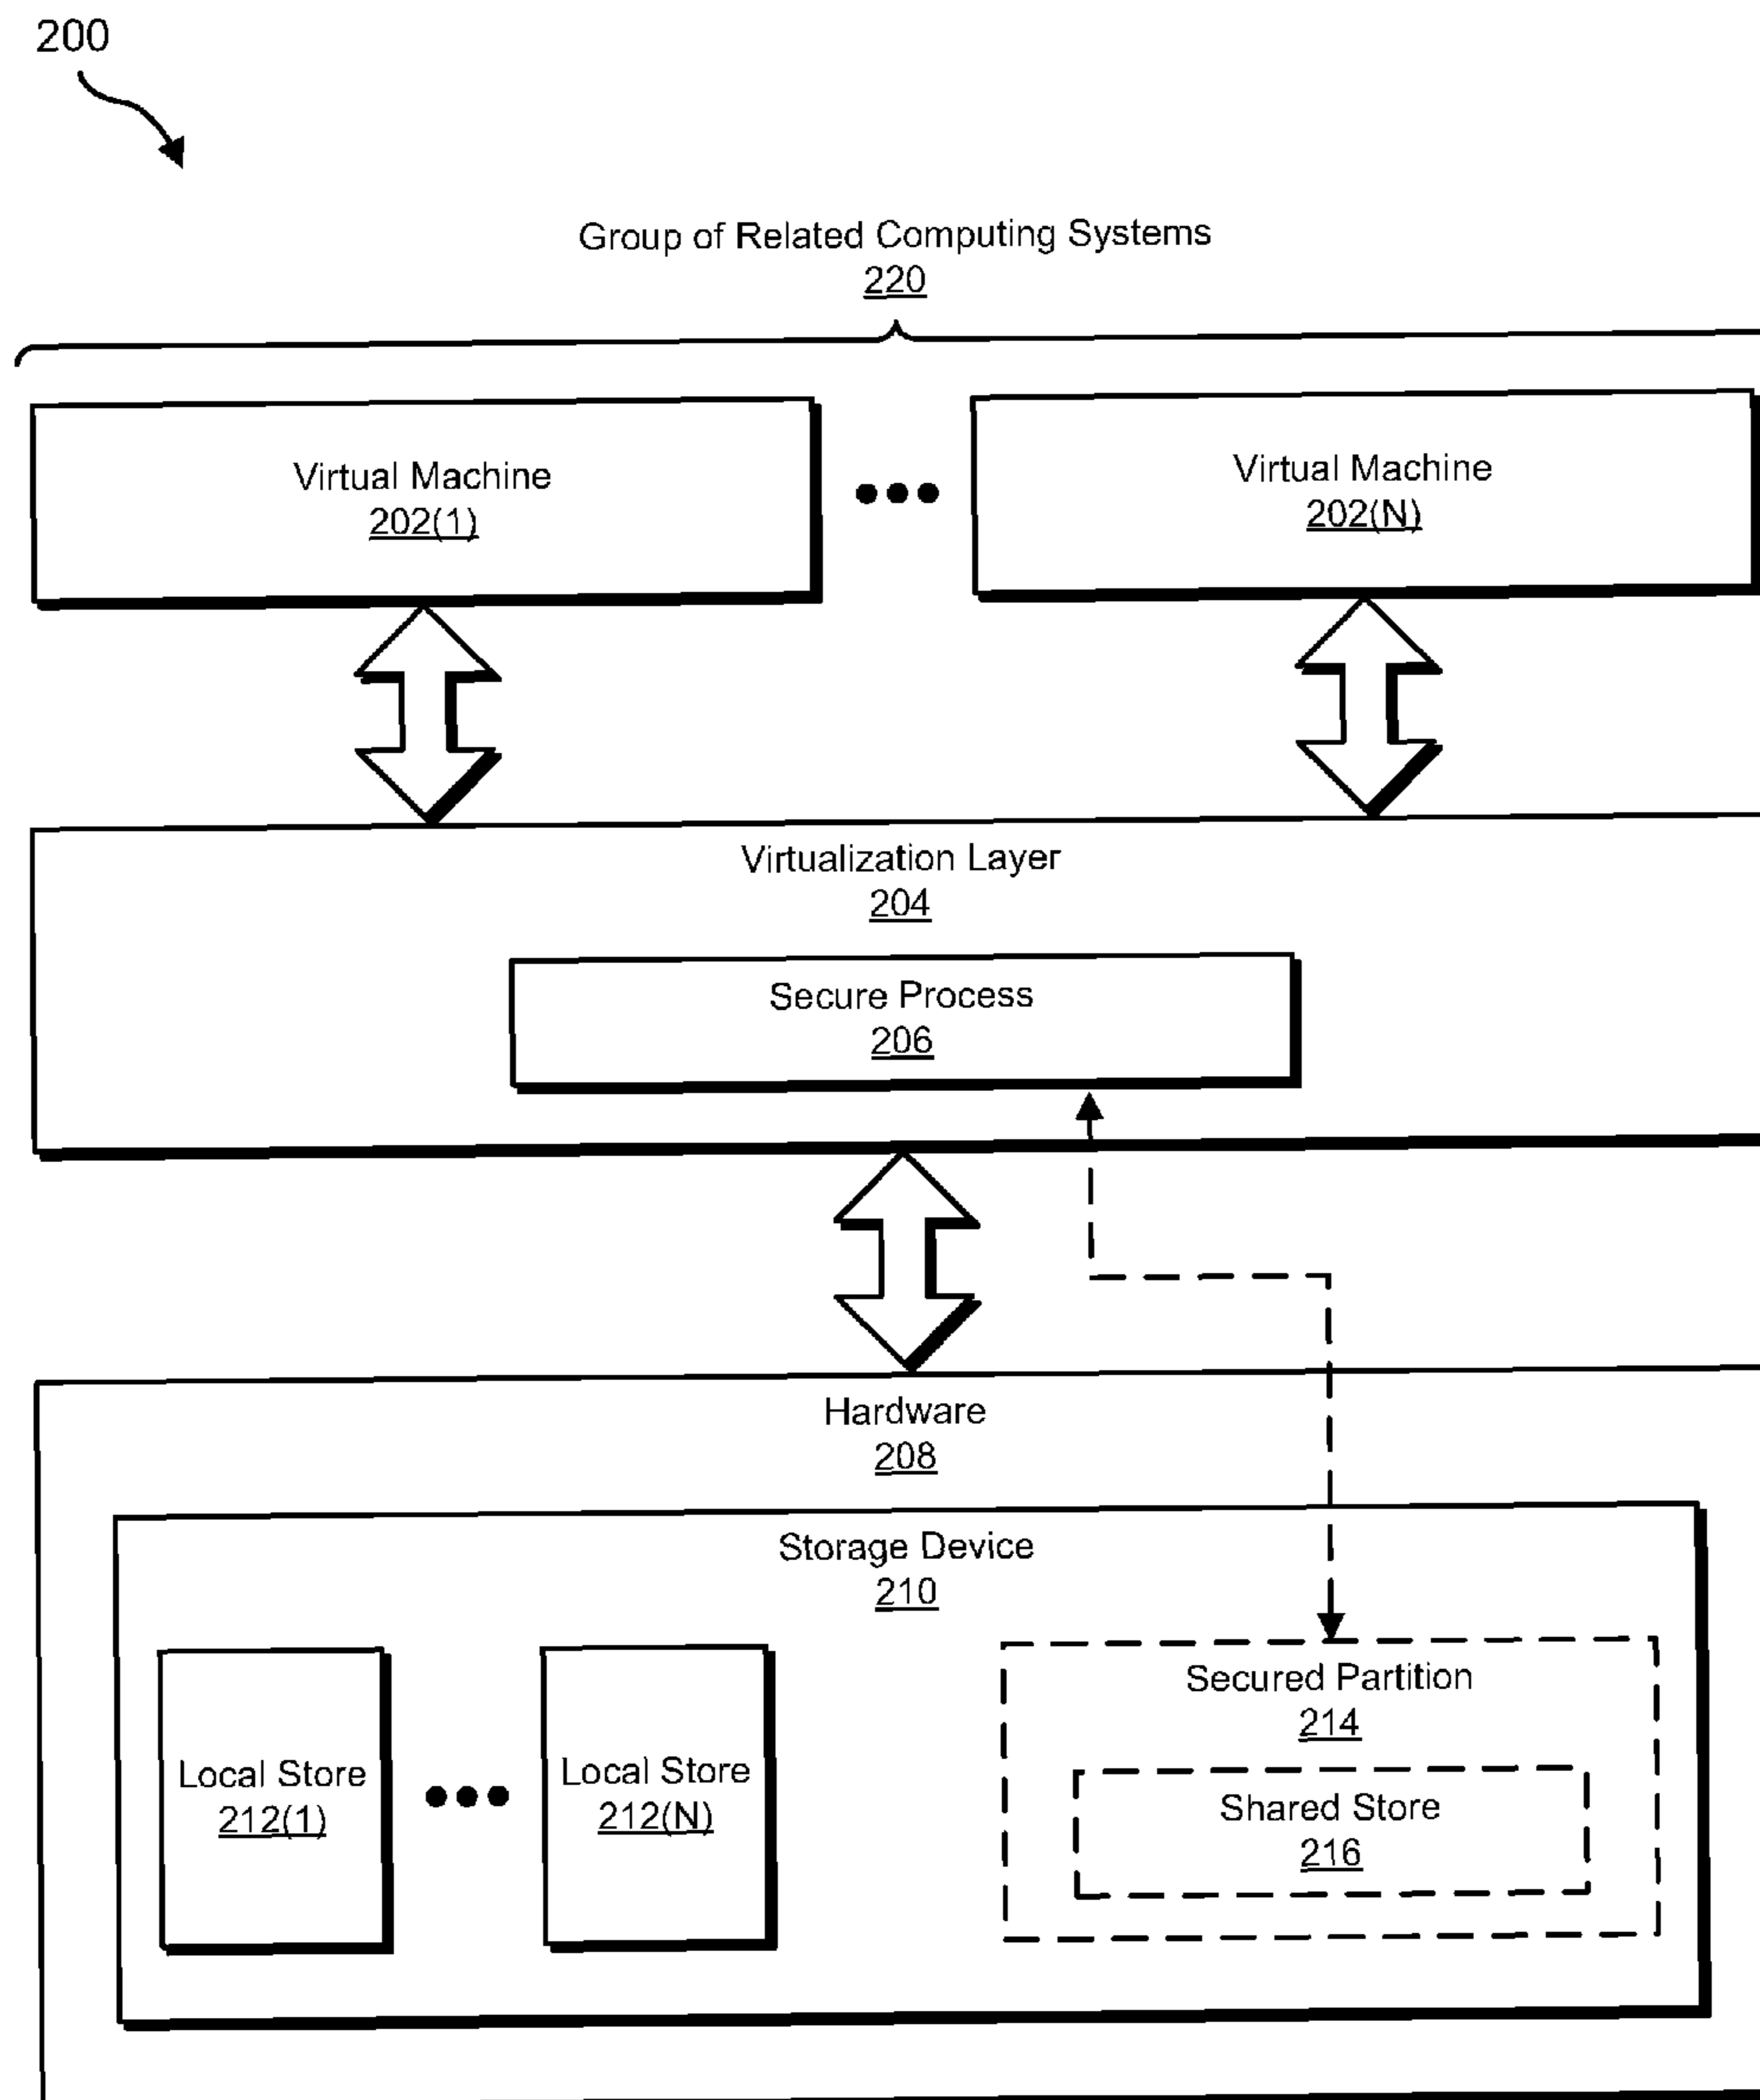 200
Group of Related Computing Systems
220
Virtual Machine
202(1)
Virtual Machine
202(N)
Virtualization Layer
204
Secure Process
206
Hardware
208
Storage Device
210
Local Store
212(1)
Local Store
212(N)
Secured Partition
214
Shared Store
216